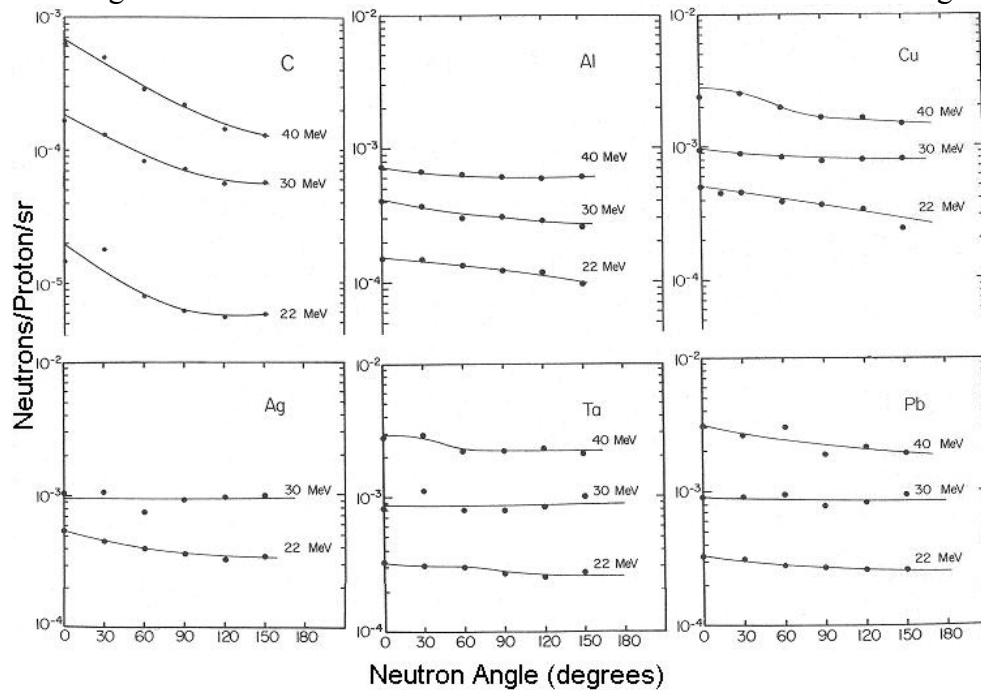 10⁻³
C
40 MeV
10⁻⁴
30 MeV
10⁻⁵
22 MeV
10⁻²
Al
10⁻³
40 MeV
30 MeV
22 MeV
10⁻⁴
10⁻²
Cu
40 MeV
10⁻³
30 MeV
22 MeV
10⁻⁴
Neutrons/Proton/sr
10⁻²
Ag
10⁻³
30 MeV
22 MeV
10⁻⁴
0 30 60 90 120 150 180
10⁻²
Ta
40 MeV
10⁻³
30 MeV
22 MeV
10⁻⁴
0 30 60 90 120 150 180
10⁻²
Pb
40 MeV
10⁻³
30 MeV
22 MeV
10⁻⁴
0 30 60 90 120 150 180
Neutron Angle (degrees)